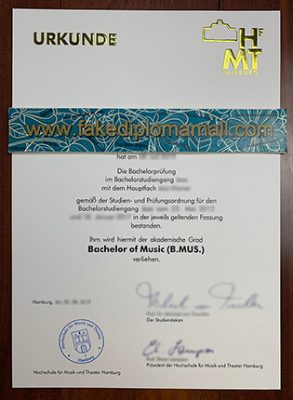 URKUNDE
HF
MT
HAMBURG
www.fakediplomamall.com
hat am
Die Bachelorprüfung
im Bachelorstudiengang
mit dem Hauptfach
gemäß der Studien- und Prüfungsordnung für den
Bachelorstudiengang
in der jeweils geltenden Fassung
bestanden.
Ihm wird hiermit der akademische Grad
Bachelor of Music (B.MUS.)
verliehen.
Hamburg,
Der Studiendekan
Hochschule für Musik und Theater Hamburg
Präsident der Hochschule für Musik und Theater Hamburg